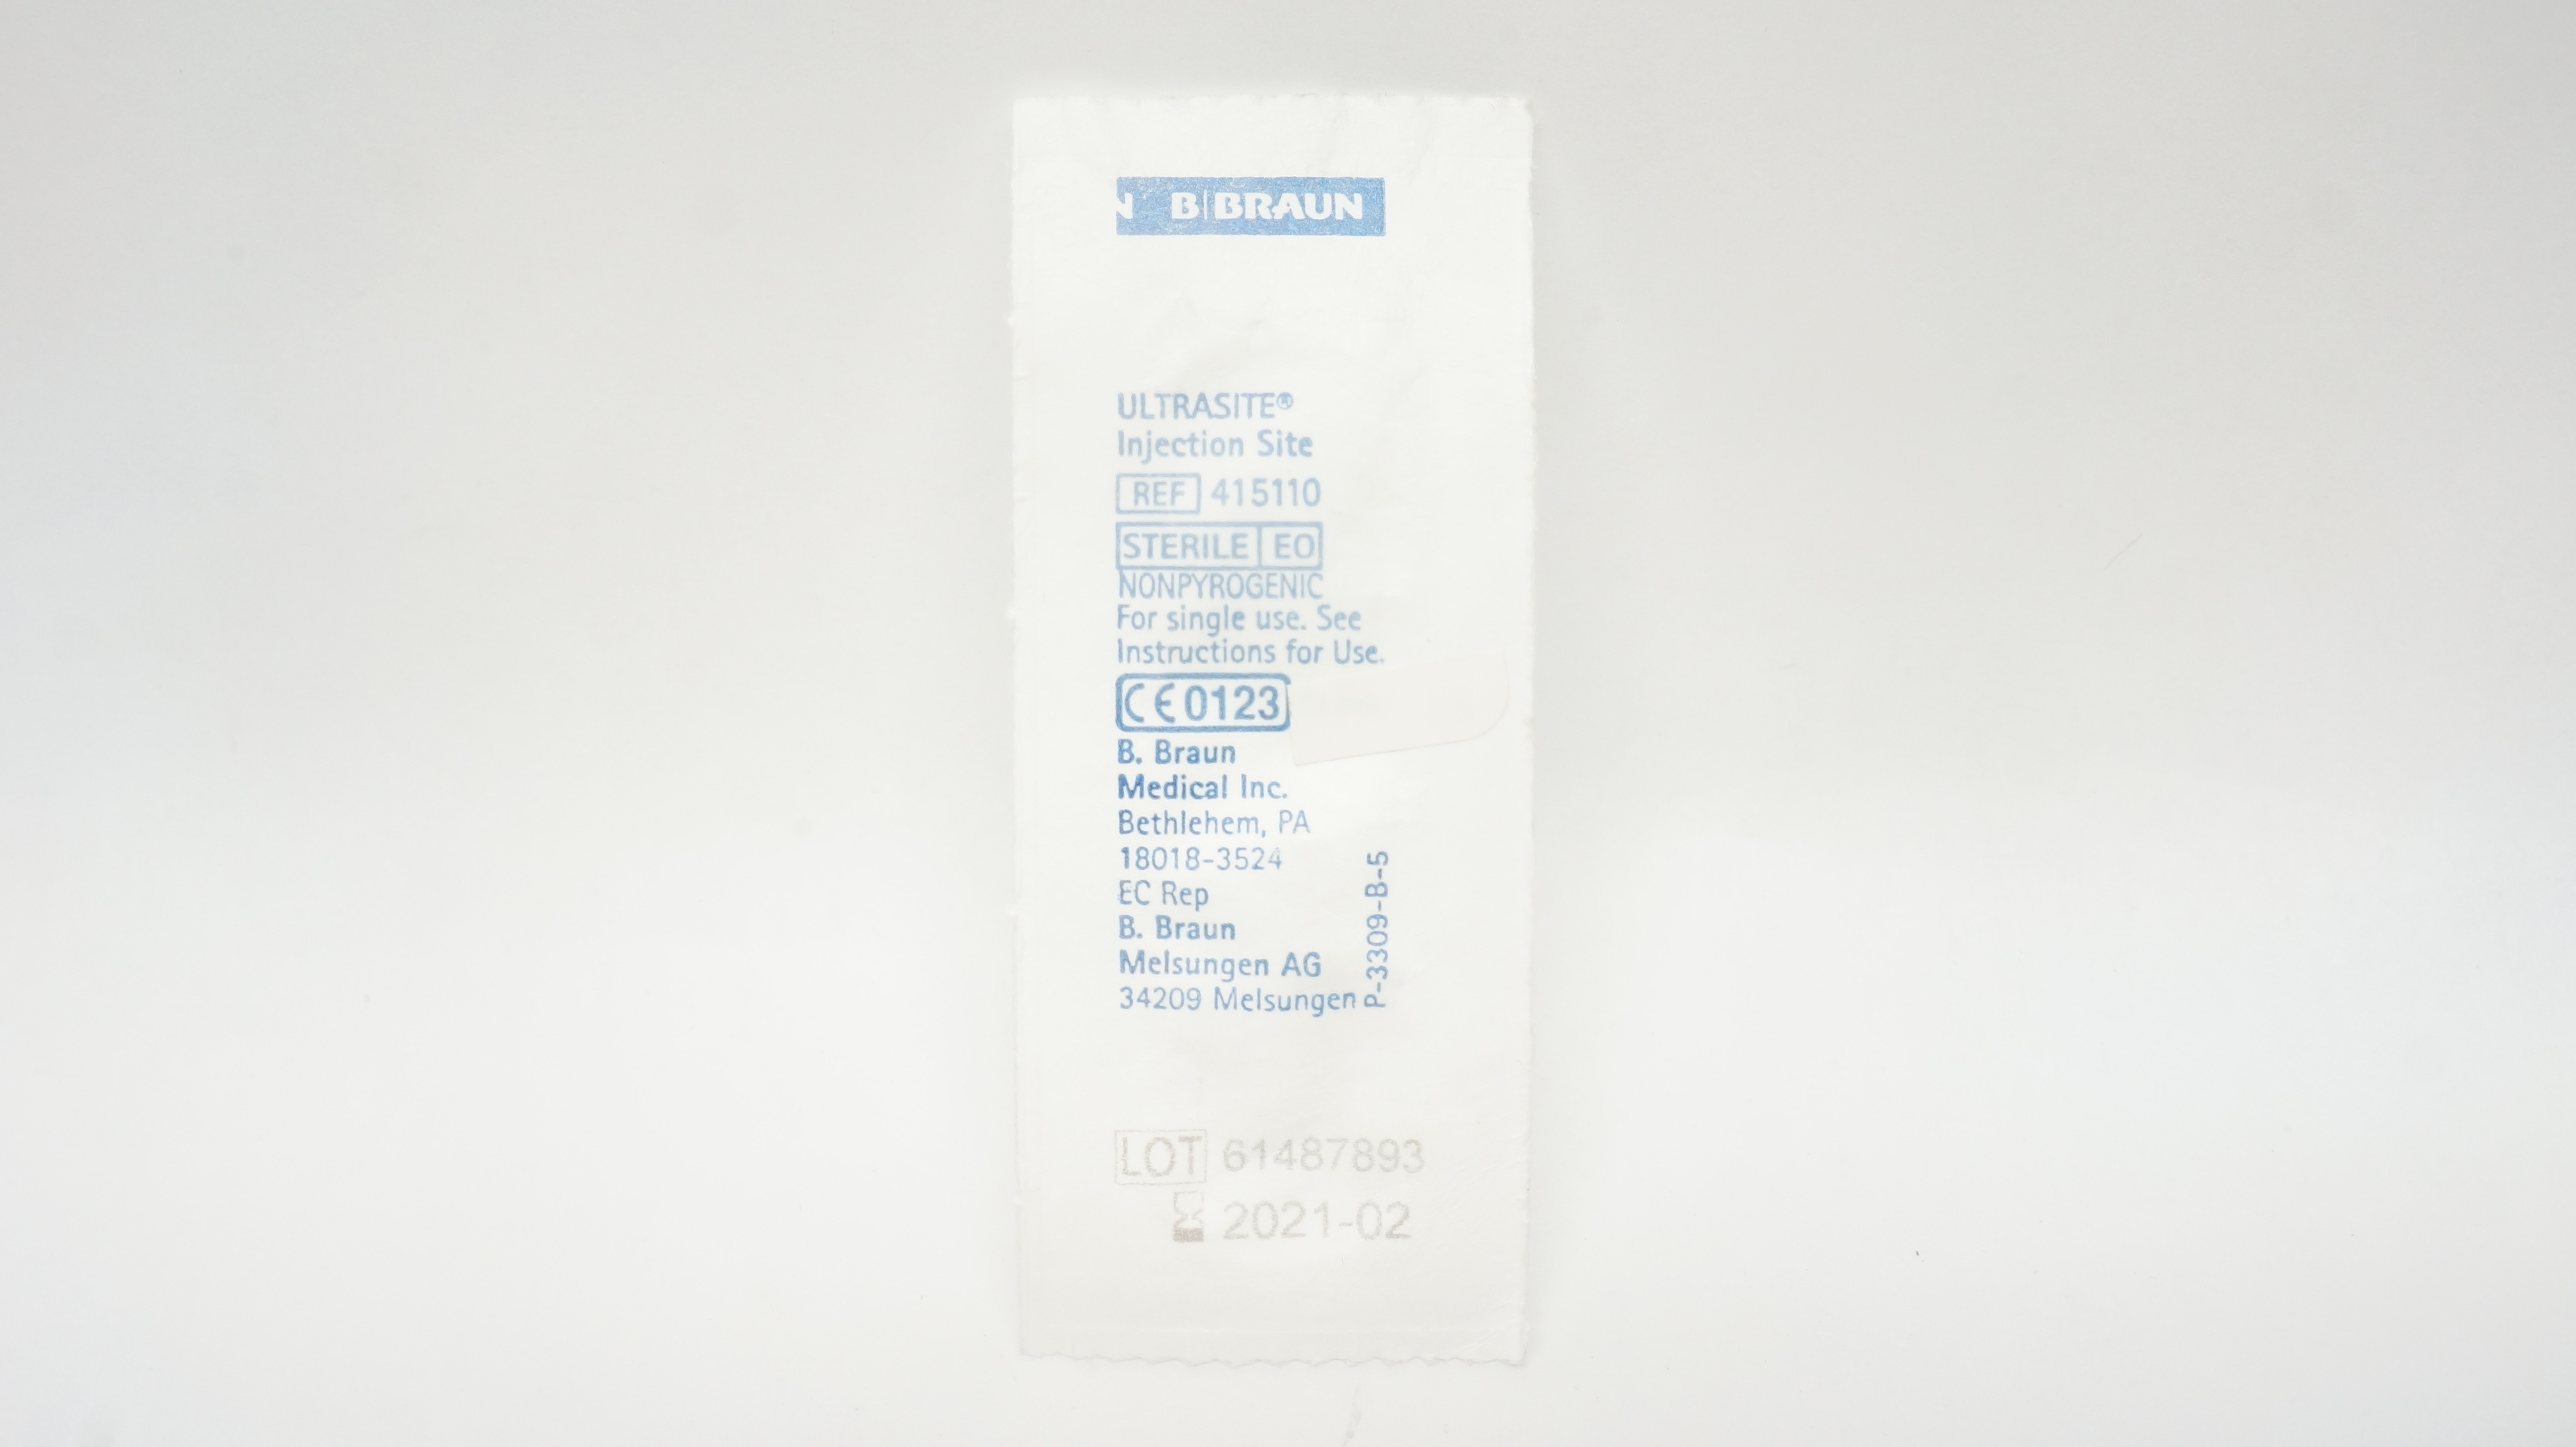 N B|BRAUN
ULTRASITE®
Injection Site
REF 415110
STERILE EO
NONPYROGENIC
For single use. See
Instructions for Use.
CE 0123
B. Braun
Medical Inc.
Bethlehem, PA
18018-3524
EC Rep
B. Braun
Melsungen AG
34209 Melsungen
P-3309-B-5
LOT 61487893
2021-02